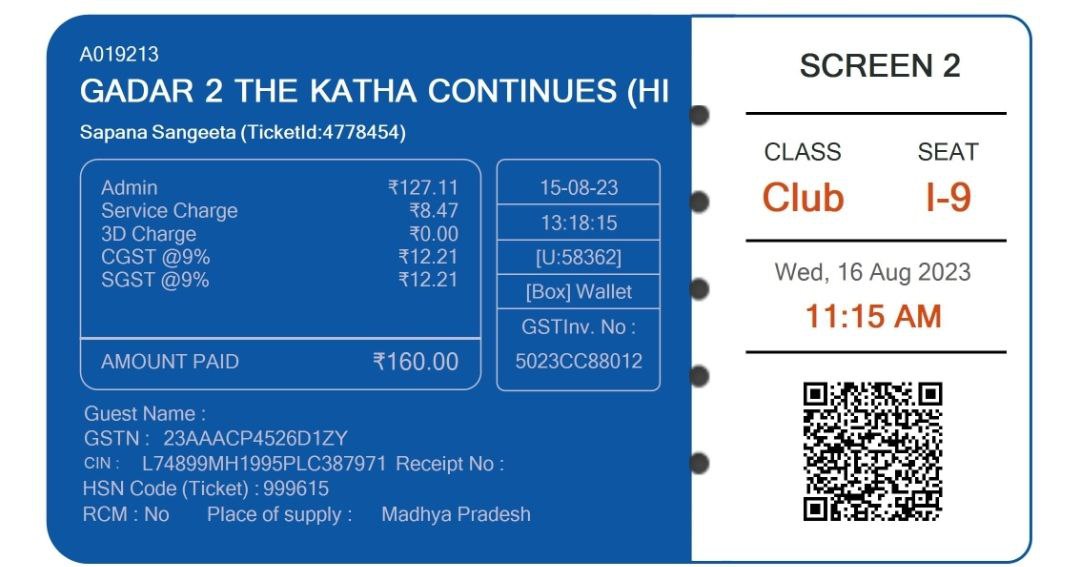 A019213
GADAR 2 THE KATHA CONTINUES (HI
Sapana Sangeeta (TicketId:4778454)
Admin ₹127.11
Service Charge ₹8.47
3D Charge ₹0.00
CGST @9% ₹12.21
SGST @9% ₹12.21
AMOUNT PAID ₹160.00
15-08-23
13:18:15
[U:58362]
[Box] Wallet
GSTInv. No :
5023CC88012
Guest Name :
GSTN : 23AAACP4526D1ZY
CIN : L74899MH1995PLC387971 Receipt No :
HSN Code (Ticket) : 999615
RCM : No Place of supply : Madhya Pradesh
SCREEN 2
CLASS SEAT
Club I-9
Wed, 16 Aug 2023
11:15 AM